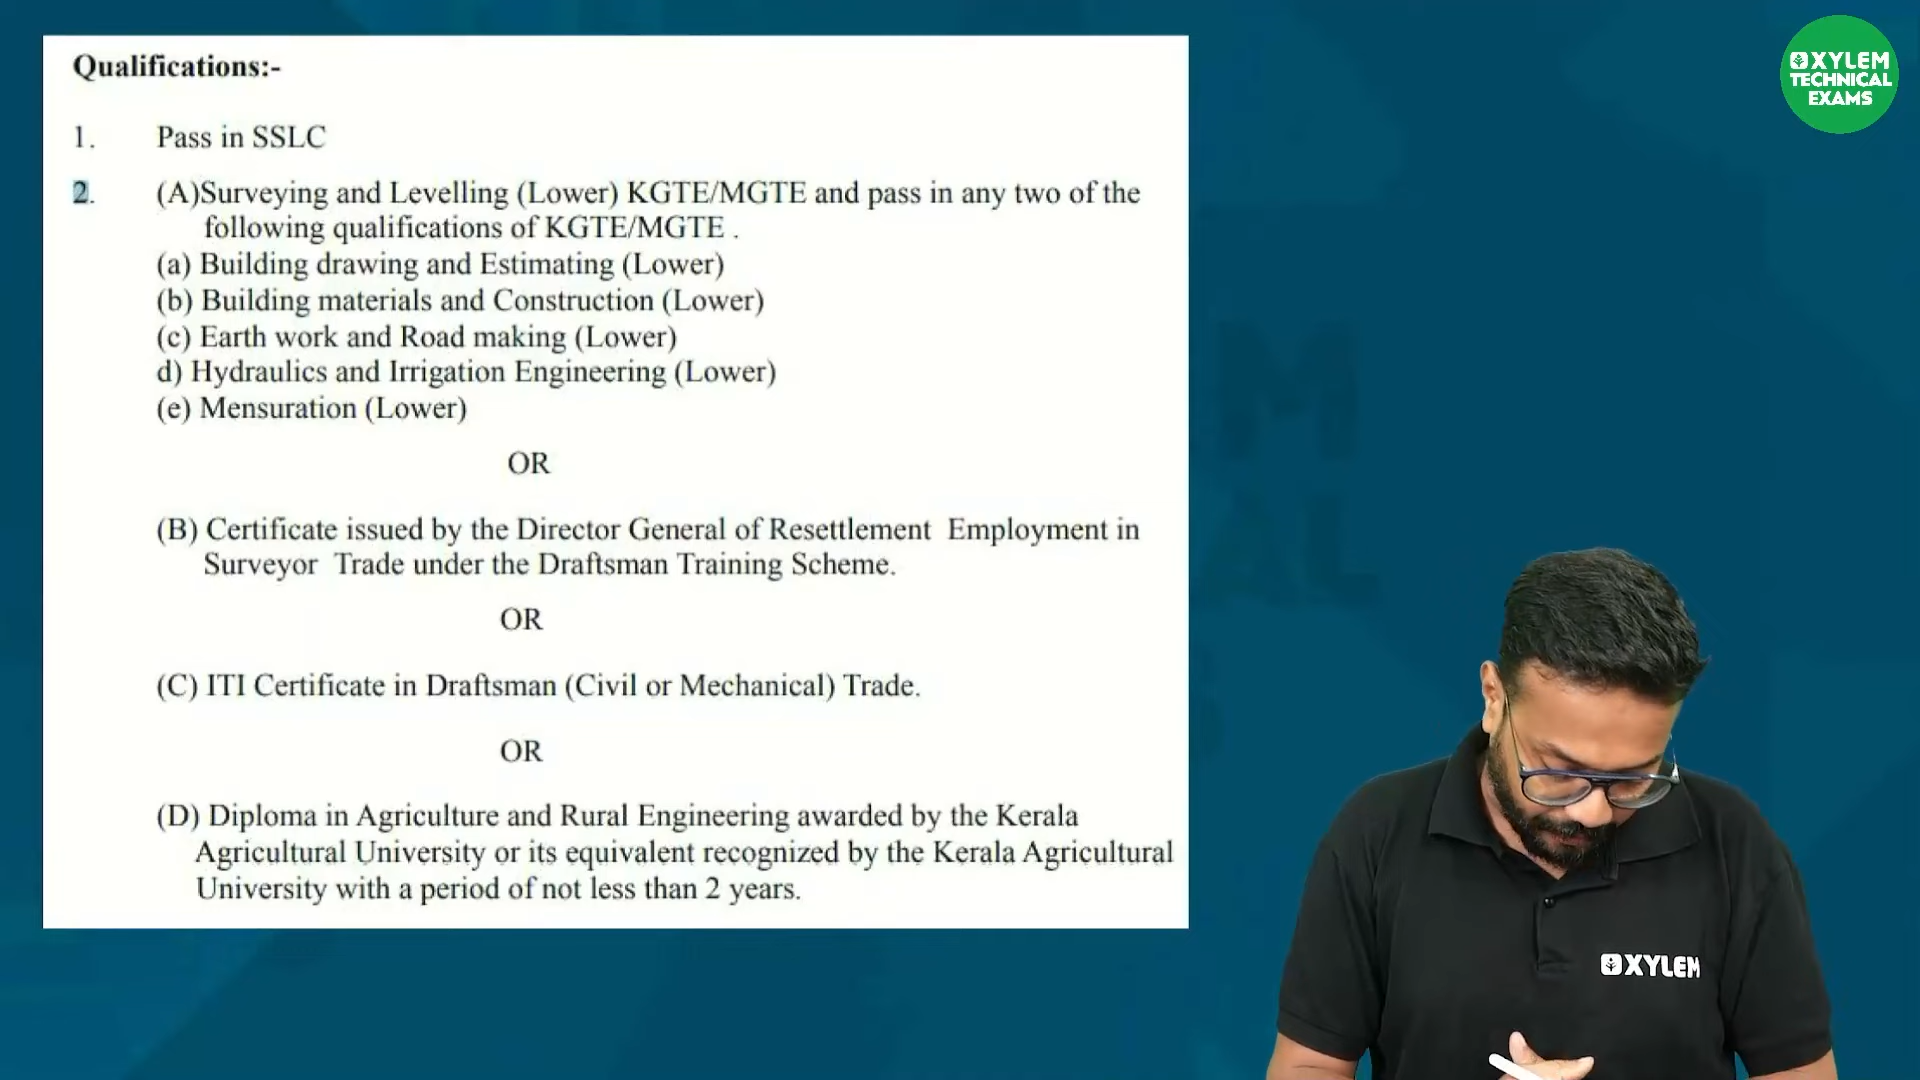 Qualifications:-
1. Pass in SSLC
2. (A)Surveying and Levelling (Lower) KGTE/MGTE and pass in any two of the
following qualifications of KGTE/MGTE .
(a) Building drawing and Estimating (Lower)
(b) Building materials and Construction (Lower)
(c) Earth work and Road making (Lower)
d) Hydraulics and Irrigation Engineering (Lower)
(e) Mensuration (Lower)
OR
(B) Certificate issued by the Director General of Resettlement Employment in
Surveyor Trade under the Draftsman Training Scheme.
OR
(C) ITI Certificate in Draftsman (Civil or Mechanical) Trade.
OR
(D) Diploma in Agriculture and Rural Engineering awarded by the Kerala
Agricultural University or its equivalent recognized by the Kerala Agricultural
University with a period of not less than 2 years.
XYLEM
TECHNICAL
EXAMS
XYLEM